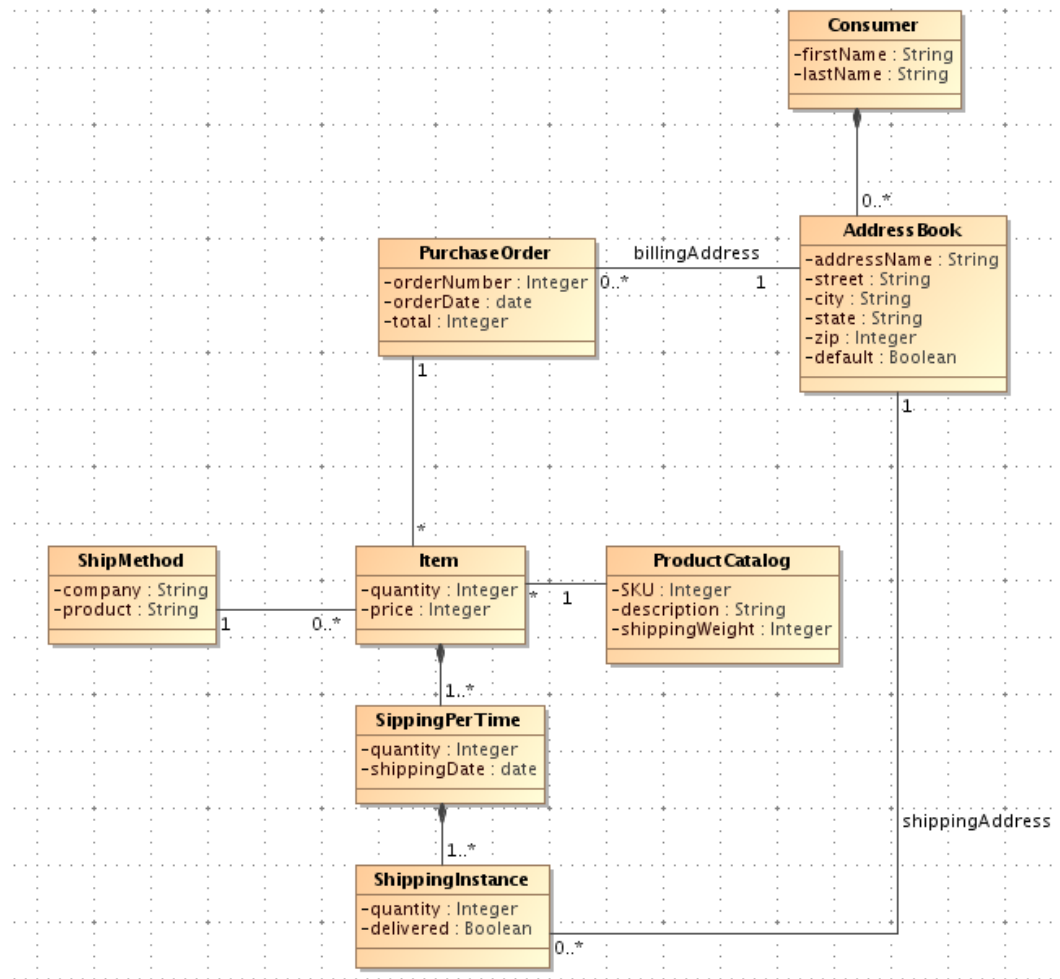 Consumer
-firstName : String
-lastName : String
0..*
AddressBook
-addressName : String
-street : String
-city : String
-state : String
-zip : Integer
-default : Boolean
PurchaseOrder
-orderNumber : Integer
-orderDate : date
-total : Integer
billingAddress
0..*
1
1
1
*
ShipMethod
-company : String
-product : String
1
0..*
Item
-quantity : Integer
-price : Integer
*
1
ProductCatalog
-SKU : Integer
-description : String
-shippingWeight : Integer
1..*
SippingPerTime
-quantity : Integer
-shippingDate : date
shippingAddress
1..*
ShippingInstance
-quantity : Integer
-delivered : Boolean
0..*